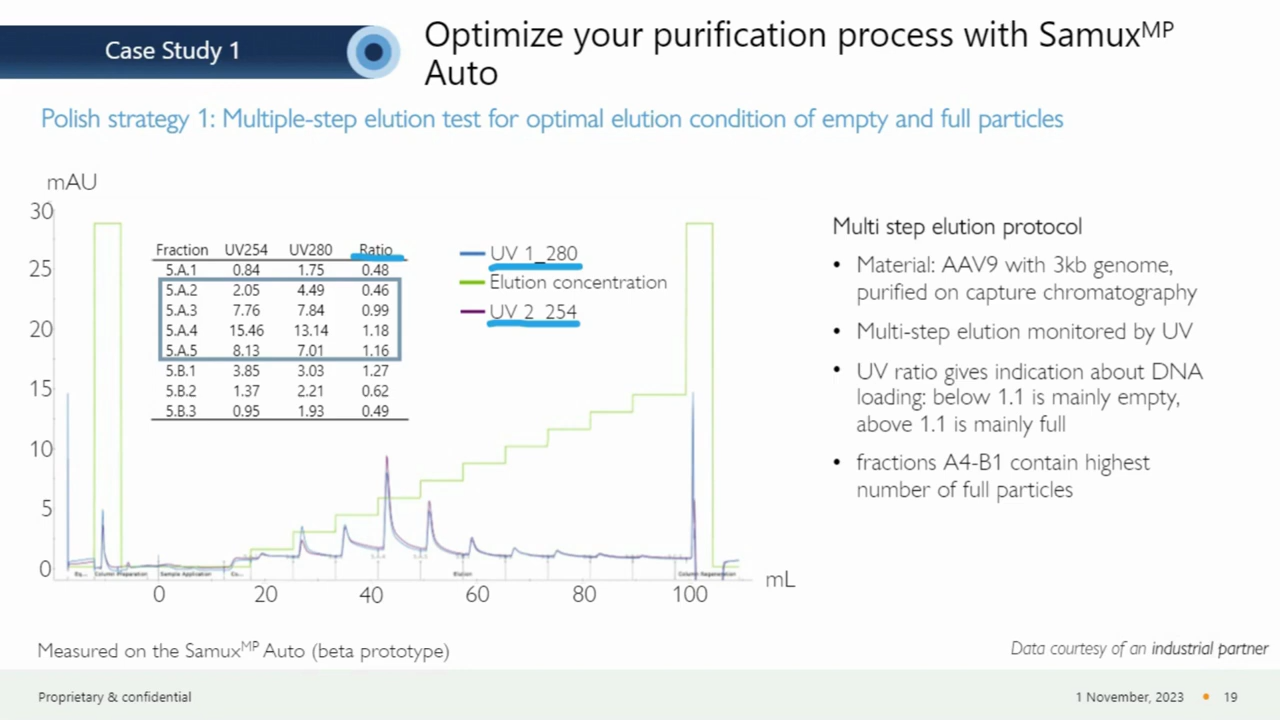 Case Study 1
Optimize your purification process with Samux^MP
Auto
Polish strategy 1: Multiple-step elution test for optimal elution condition of empty and full particles
mAU
30
25
20
15
10
5
0
Fraction UV254 UV280 Ratio
5.A.1 0.84 1.75 0.48
5.A.2 2.05 4.49 0.46
5.A.3 7.76 7.84 0.99
5.A.4 15.46 13.14 1.18
5.A.5 8.13 7.01 1.16
5.B.1 3.85 3.03 1.27
5.B.2 1.37 2.21 0.62
5.B.3 0.95 1.93 0.49
UV 1_280
Elution concentration
UV 2_254
Column Preparation Sample Application Elution Column Regeneration
0 20 40 60 80 100 mL
Multi step elution protocol
• Material: AAV9 with 3kb genome,
purified on capture chromatography
• Multi-step elution monitored by UV
• UV ratio gives indication about DNA
loading: below 1.1 is mainly empty,
above 1.1 is mainly full
• fractions A4-B1 contain highest
number of full particles
Measured on the Samux^MP Auto (beta prototype)
Data courtesy of an industrial partner
Proprietary & confidential
1 November, 2023 • 19